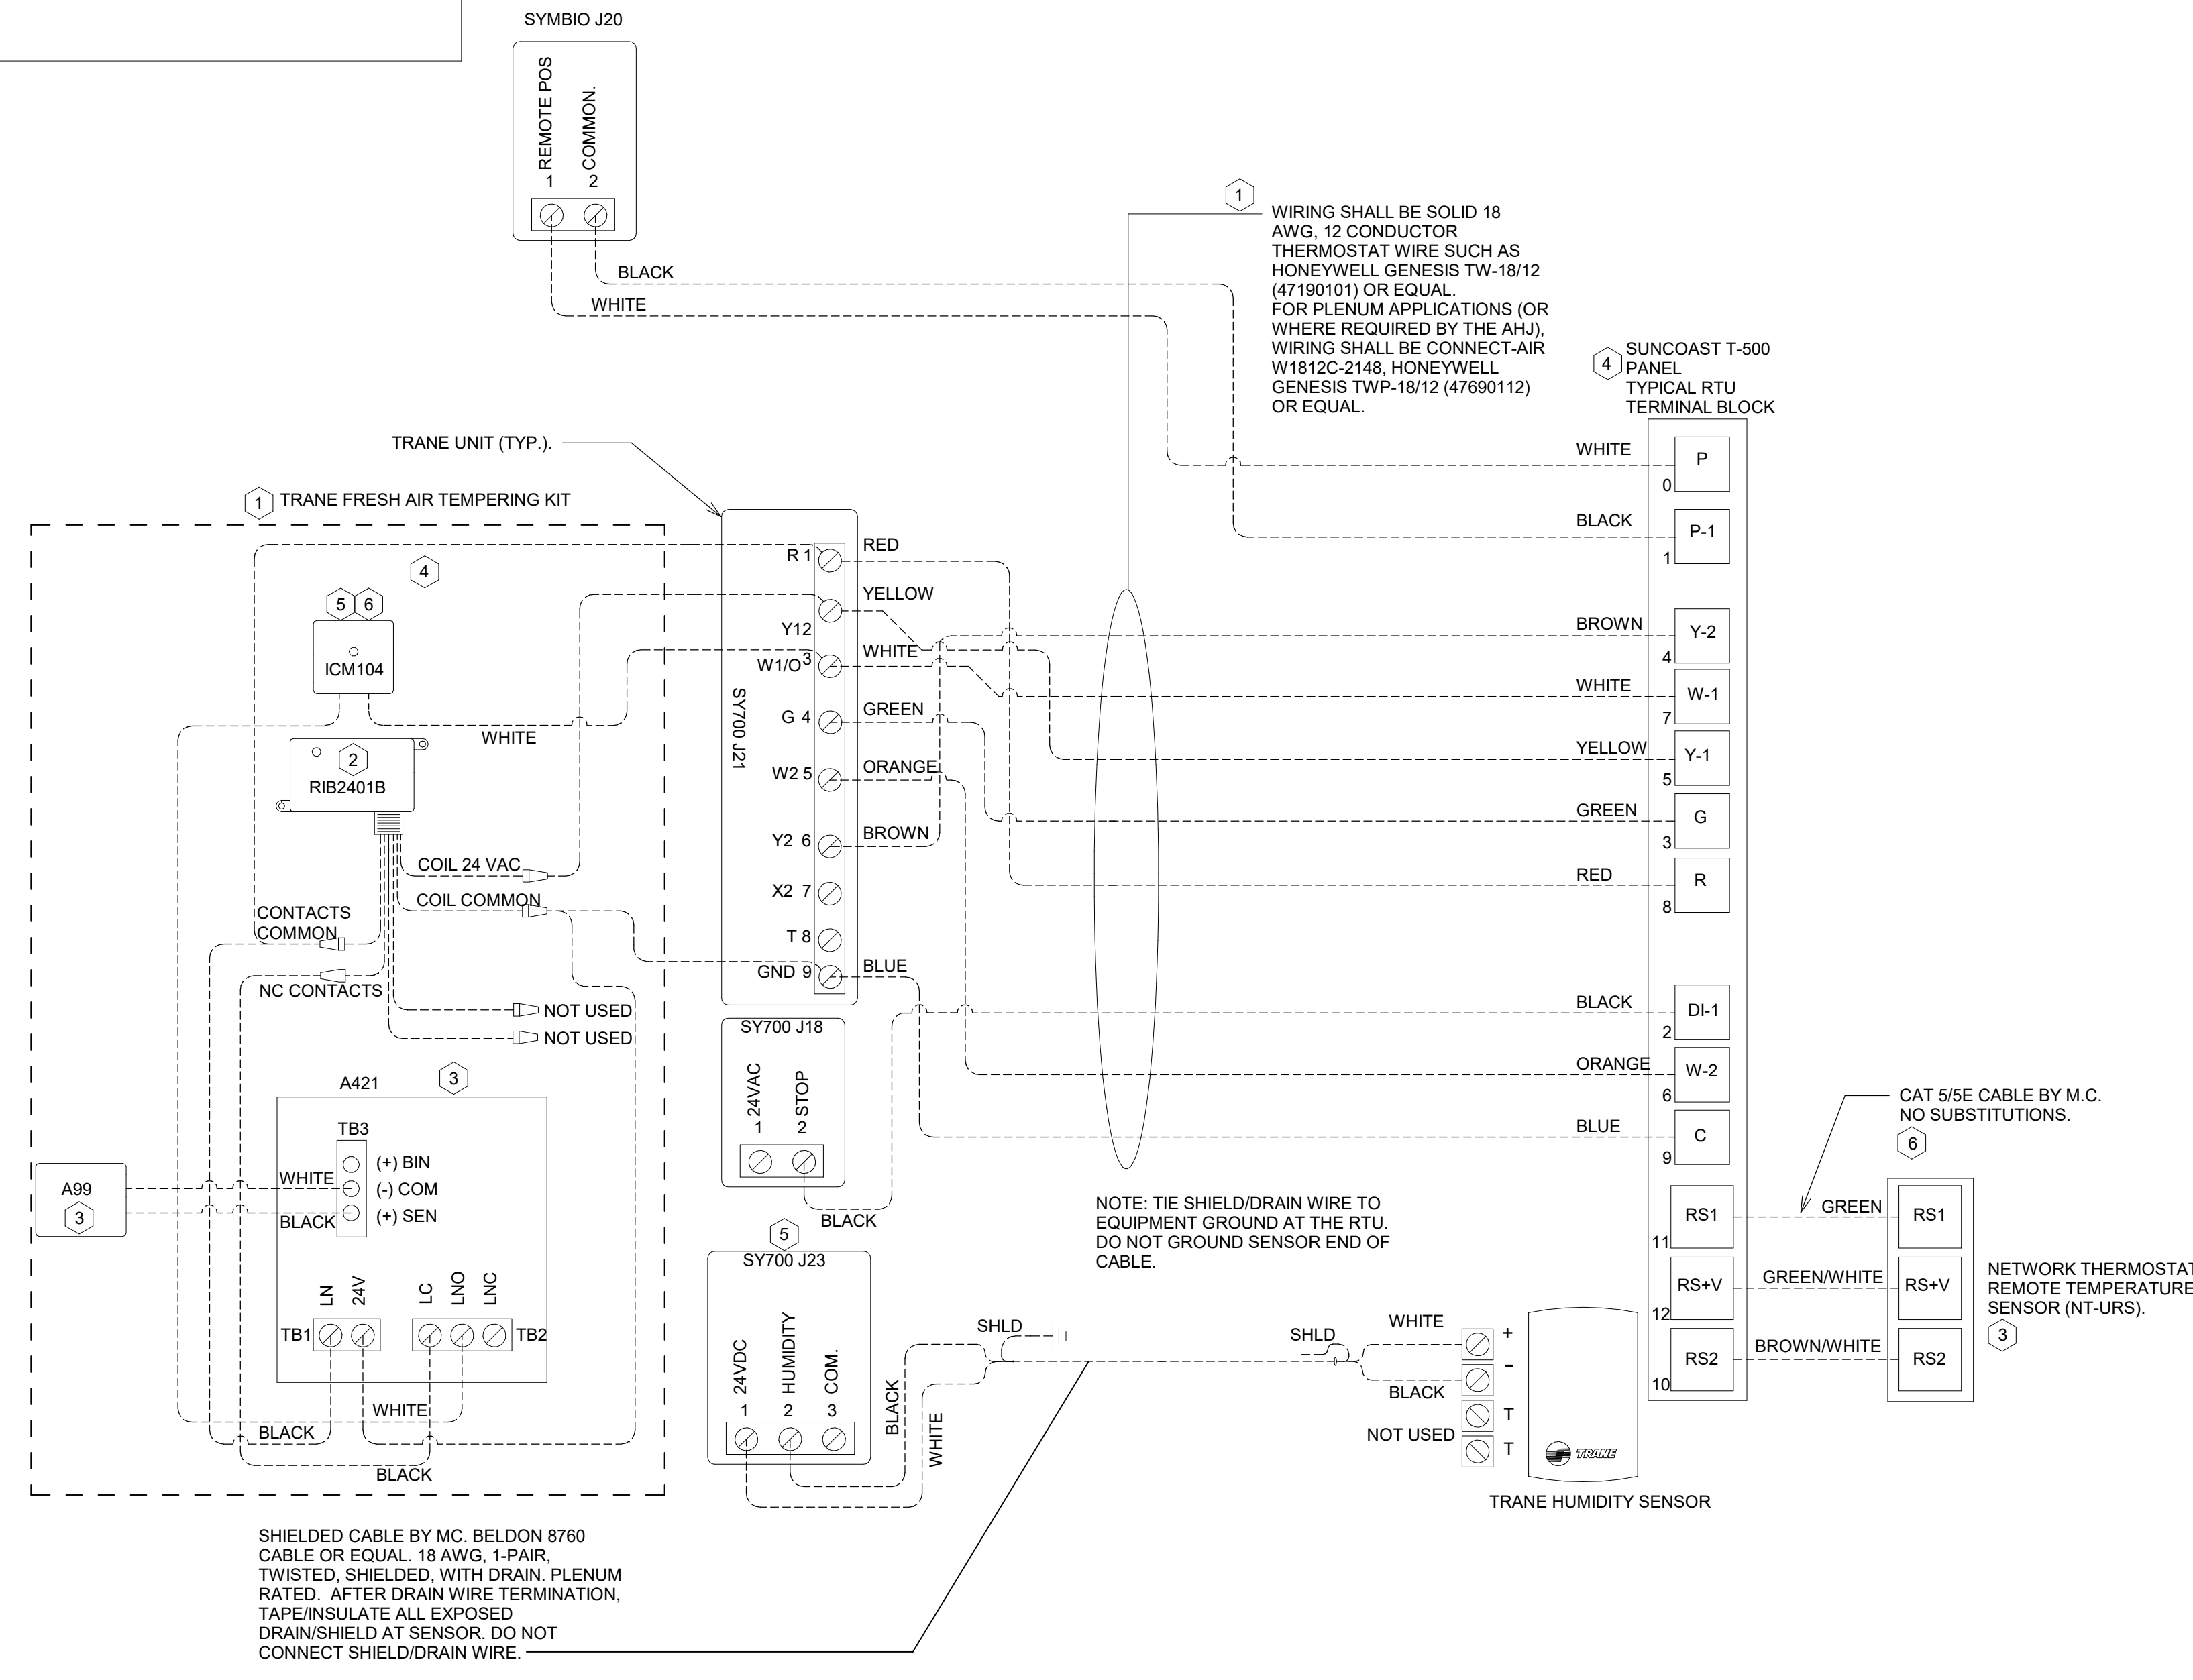 SYMBIO J20
REMOTE POS
COMMON.
1
2
BLACK
WHITE
1
WIRING SHALL BE SOLID 18
AWG, 12 CONDUCTOR
THERMOSTAT WIRE SUCH AS
HONEYWELL GENESIS TW-18/12
(47190101) OR EQUAL.
FOR PLENUM APPLICATIONS (OR
WHERE REQUIRED BY THE AHJ),
WIRING SHALL BE CONNECT-AIR
W1812C-2148, HONEYWELL
GENESIS TWP-18/12 (47690112)
OR EQUAL.
4
SUNCOAST T-500
PANEL
TYPICAL RTU
TERMINAL BLOCK
WHITE
P
0
BLACK
P-1
1
BROWN
Y-2
4
WHITE
W-1
7
YELLOW
Y-1
5
GREEN
G
3
RED
R
8
BLACK
DI-1
2
ORANGE
W-2
6
BLUE
C
9
RS1
11
RS+V
12
RS2
10
GREEN
GREEN/WHITE
BROWN/WHITE
RS1
RS+V
RS2
CAT 5/5E CABLE BY M.C.
NO SUBSTITUTIONS.
6
NETWORK THERMOSTAT
REMOTE TEMPERATURE
SENSOR (NT-URS).
3
TRANE UNIT (TYP.).
1
TRANE FRESH AIR TEMPERING KIT
4
5
6
ICM104
WHITE
2
RIB2401B
COIL 24 VAC
COIL COMMON
CONTACTS
COMMON
NC CONTACTS
NOT USED
NOT USED
A421
3
TB3
(+) BIN
(-) COM
(+) SEN
WHITE
BLACK
A99
3
LN
24V
LC
LNO
LNC
TB1
TB2
WHITE
BLACK
BLACK
SY700 J21
R 1
RED
YELLOW
Y12
W1/O 3
WHITE
G 4
GREEN
W2 5
ORANGE
Y2 6
BROWN
X2 7
T 8
GND 9
BLUE
SY700 J18
24VAC
STOP
1
2
BLACK
5
SY700 J23
24VDC
HUMIDITY
COM.
1
2
3
BLACK
WHITE
NOTE: TIE SHIELD/DRAIN WIRE TO
EQUIPMENT GROUND AT THE RTU.
DO NOT GROUND SENSOR END OF
CABLE.
SHLD
SHLD
WHITE
BLACK
NOT USED
+
-
T
T
TRANE
TRANE HUMIDITY SENSOR
SHIELDED CABLE BY MC. BELDON 8760
CABLE OR EQUAL. 18 AWG, 1-PAIR,
TWISTED, SHIELDED, WITH DRAIN. PLENUM
RATED. AFTER DRAIN WIRE TERMINATION,
TAPE/INSULATE ALL EXPOSED
DRAIN/SHIELD AT SENSOR. DO NOT
CONNECT SHIELD/DRAIN WIRE.